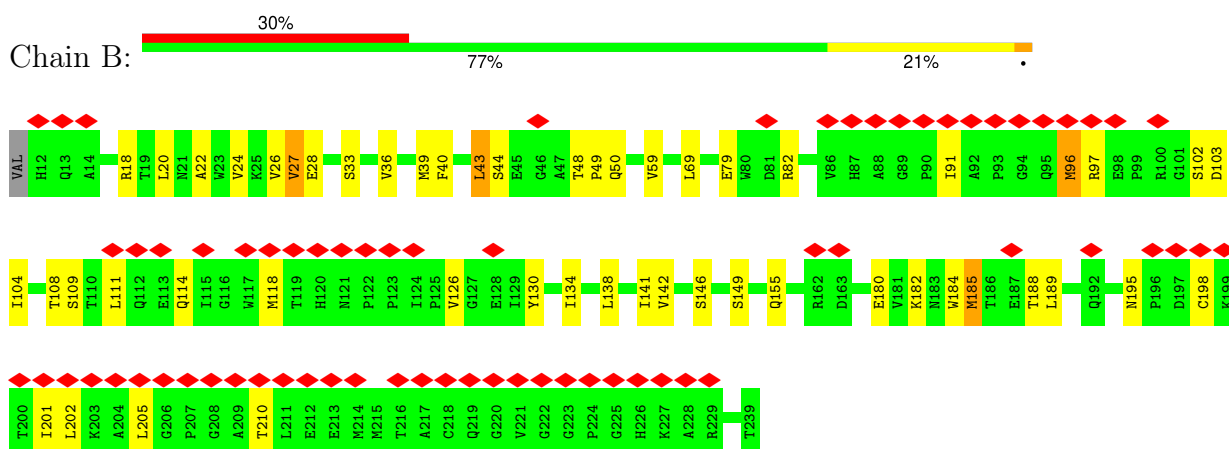 30%
Chain B:
77% 21% •
VAL H12 Q13 A14 R18 T19 L20 N21 A22 W23 V24 K25 V26 V27 E28 S33 V36 M39 F40 L43 S44 E45 G46 A47 T48 P49 Q50 V59 L69 E79 W80 D81 R82 V86 H87 A88 G89 P90 I91 A92 P93 G94 Q95 M96 R97 E98 P99 R100 G101 S102 D103
I104 T108 S109 T110 L111 Q112 E113 Q114 I115 G116 W117 M118 T119 H120 N121 P122 P123 I124 P125 V126 G127 E128 I129 Y130 I134 L138 I141 V142 S146 S149 Q155 R162 D163 E180 V181 K182 N183 W184 M185 T186 E187 T188 L189 Q192 N195 P196 D197 C198 K199
T200 I201 L202 K203 A204 L205 G206 P207 G208 A209 T210 L211 E212 E213 M214 M215 T216 A217 C218 Q219 G220 V221 G222 G223 P224 G225 H226 K227 A228 R229 T239